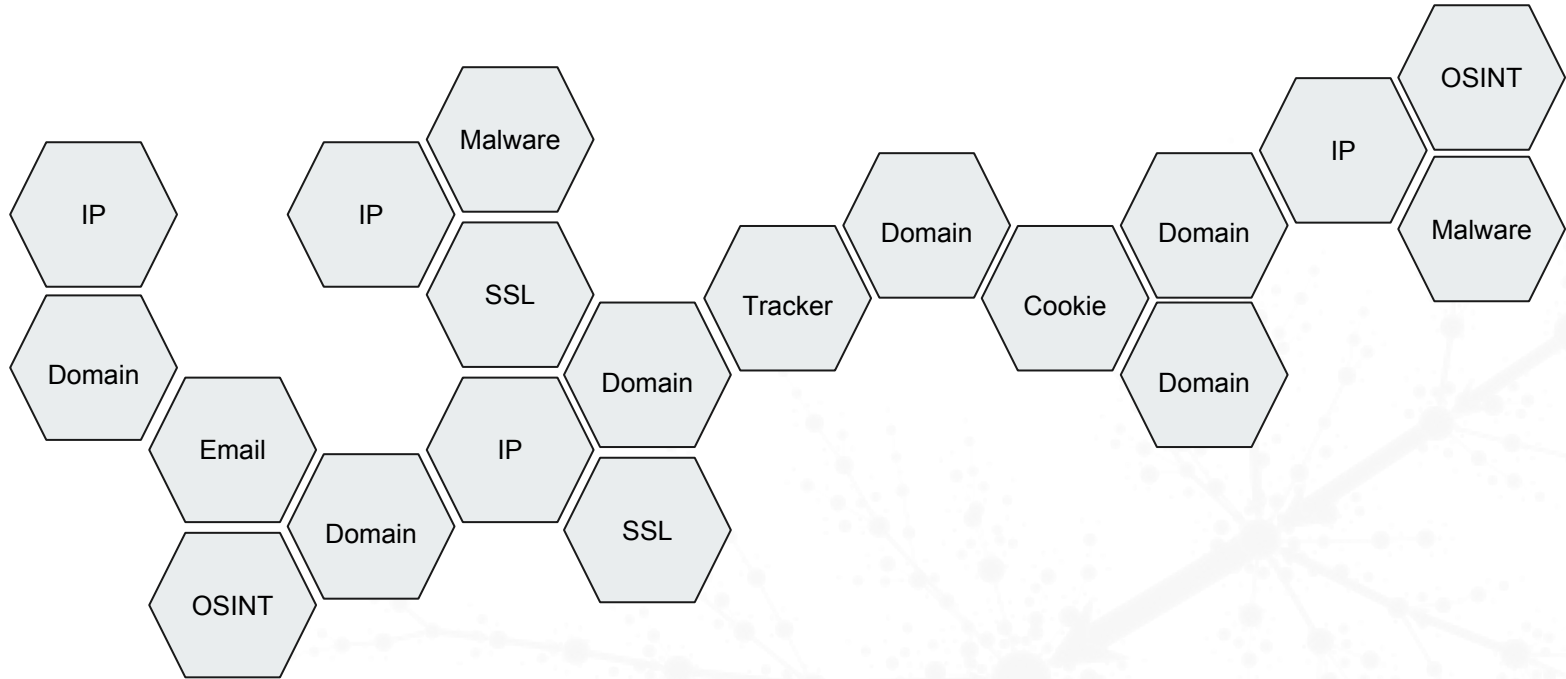 OSINT
Malware
IP
IP
IP
Malware
Domain
Domain
SSL
Tracker
Cookie
Domain
Domain
Domain
Email
IP
Domain
SSL
OSINT